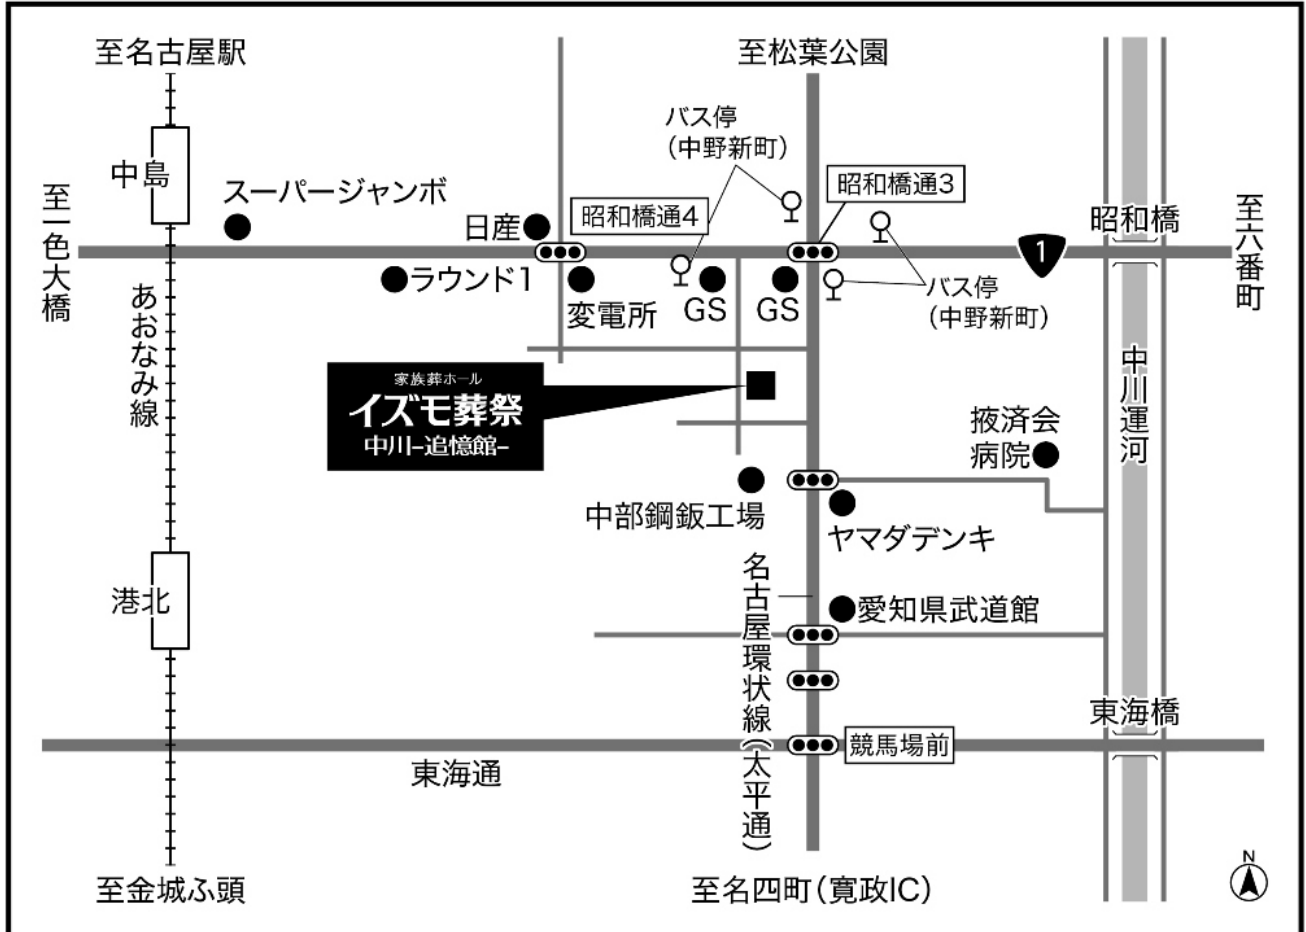 至名古屋駅
至松葉公園
バス停
（中野新町）
中島
スーパージャンボ
日産
昭和橋通4
昭和橋通3
昭和橋
至一色大橋
至六番町
1
ラウンド1
変電所
GS
GS
バス停
（中野新町）
あおなみ線
家族葬ホール
イズモ葬祭
中川–追憶館–
中川運河
掖済会
病院
中部鋼鈑工場
ヤマダデンキ
港北
名古屋環状線（太平通）
愛知県武道館
東海橋
競馬場前
東海通
至金城ふ頭
至名四町（寛政IC）
N